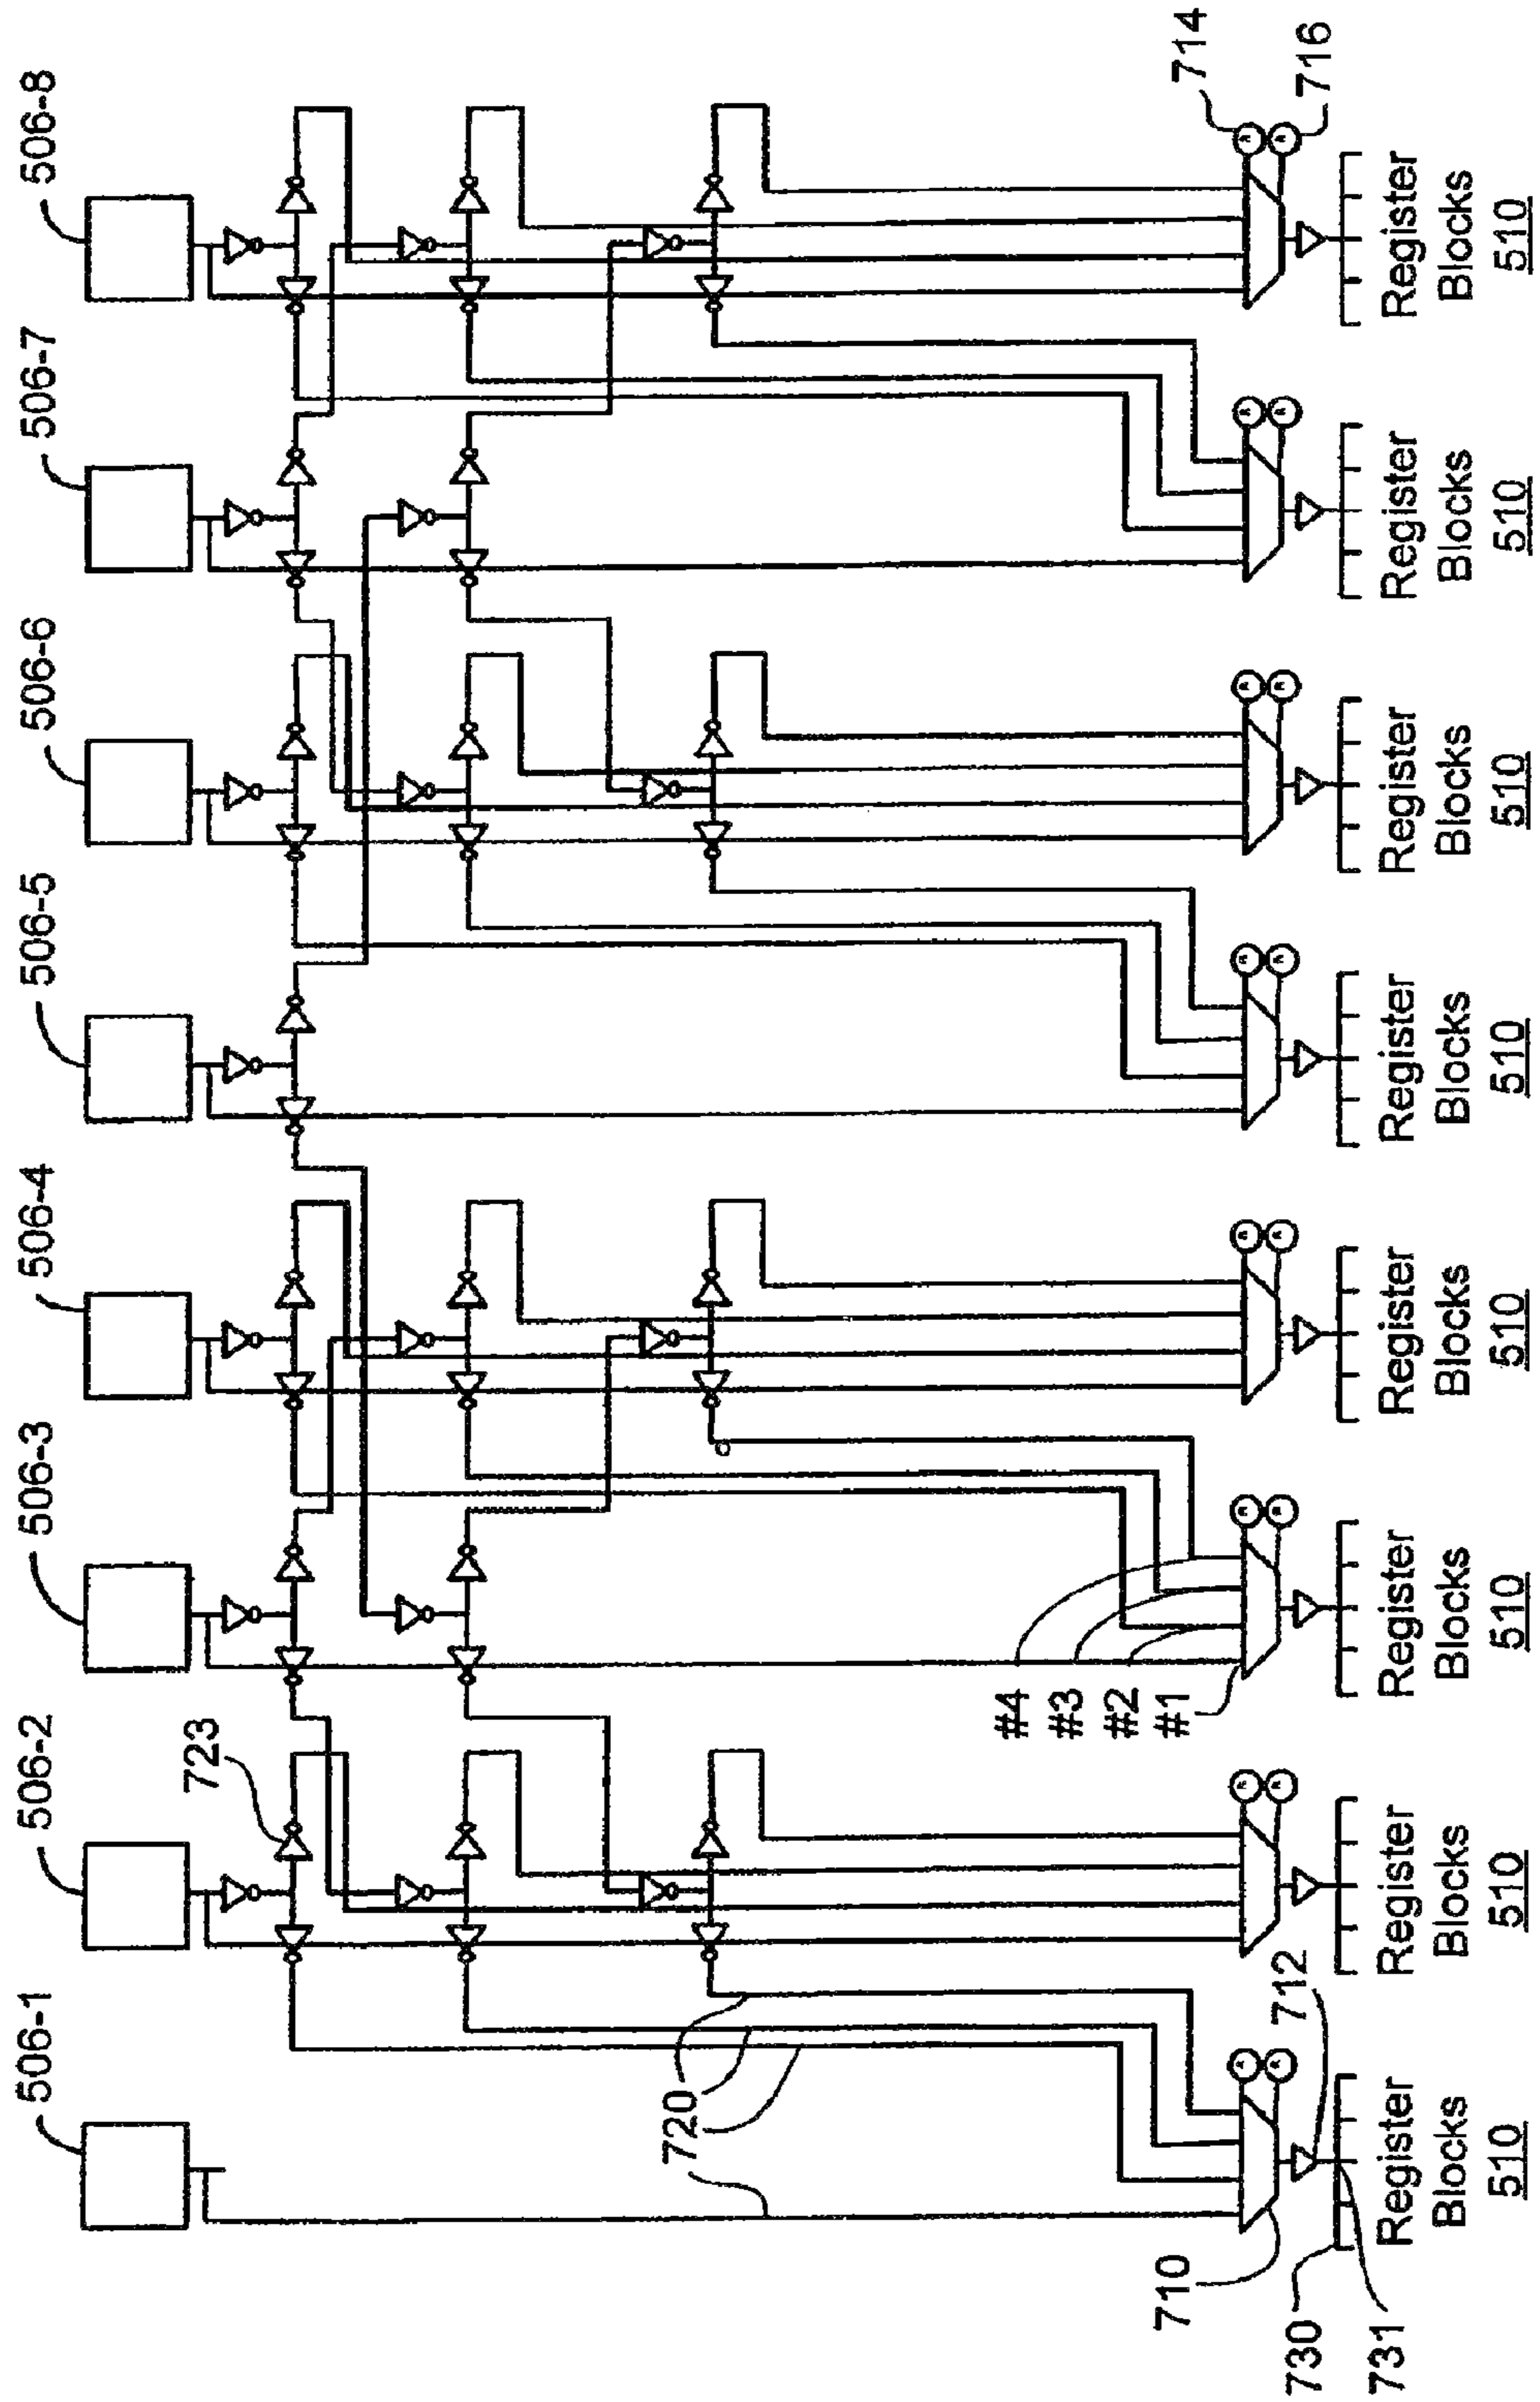 506-1
506-2
506-3
506-4
506-5
506-6
506-7
506-8
723
720
#4
#3
#2
#1
714
716
710
712
730
731
Register
Blocks
510
Register
Blocks
510
Register
Blocks
510
Register
Blocks
510
Register
Blocks
510
Register
Blocks
510
Register
Blocks
510
Register
Blocks
510